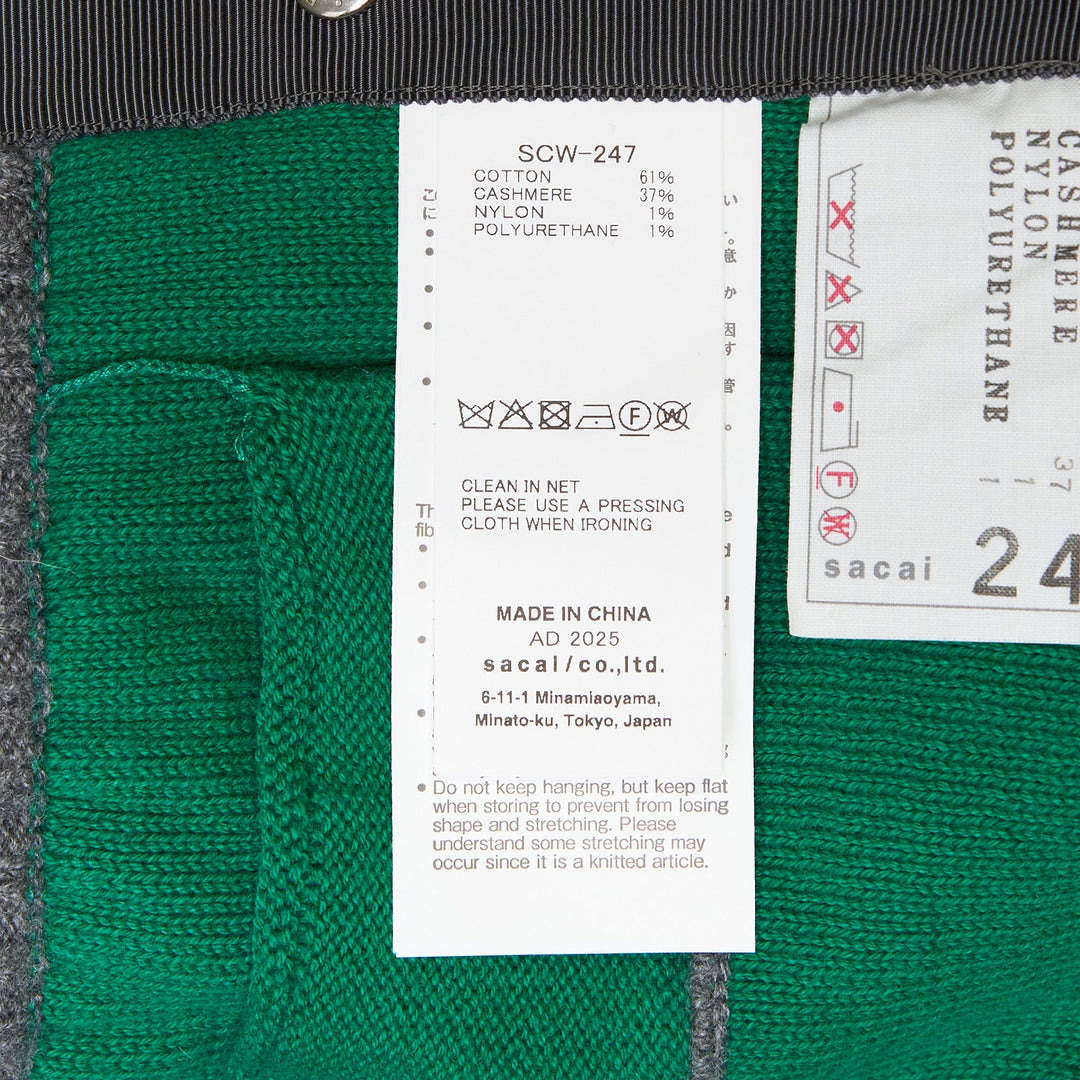 SCW-247
COTTON 61%
CASHMERE 37%
NYLON 1%
POLYURETHANE 1%
CLEAN IN NET
PLEASE USE A PRESSING
CLOTH WHEN IRONING
MADE IN CHINA
AD 2025
sacai/co.,ltd.
6-11-1 Minamiaoyama,
Minato-ku, Tokyo, Japan
• Do not keep hanging, but keep flat
when storing to prevent from losing
shape and stretching. Please
understand some stretching may
occur since it is a knitted article.
CASHMERE 37
NYLON 1
POLYURETHANE 1
F
W
F
W
sacai
24